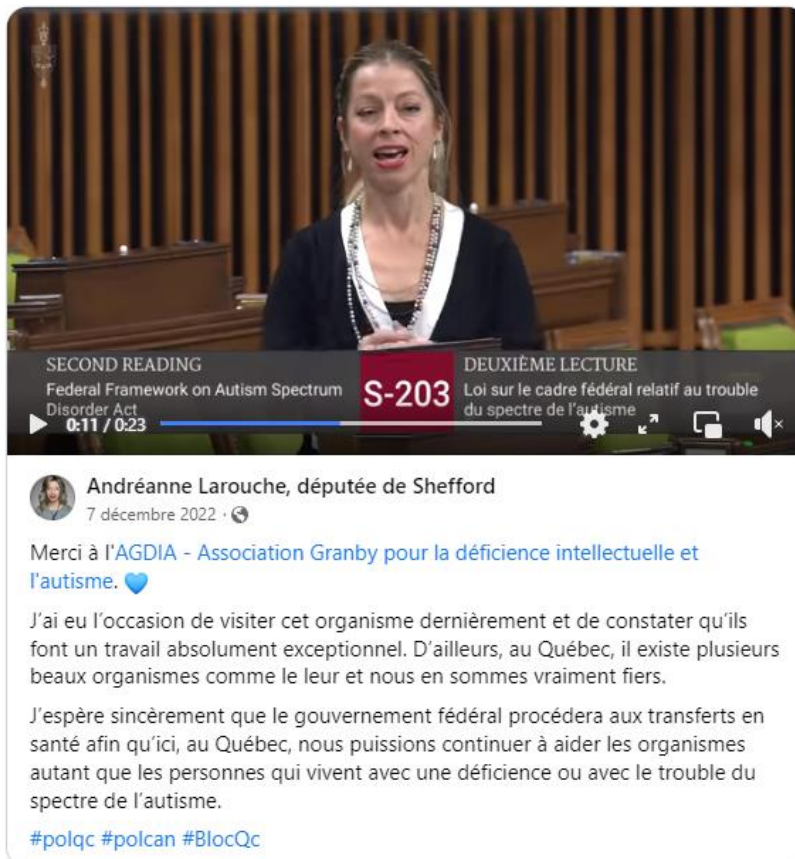 SECOND READING
Federal Framework on Autism Spectrum
Disorder Act
S-203
DEUXIÈME LECTURE
Loi sur le cadre fédéral relatif au trouble
du spectre de l'autisme
0:11 / 0:23
Andréanne Larouche, députée de Shefford
7 décembre 2022 ·
Merci à l'AGDIA - Association Granby pour la déficience intellectuelle et
l'autisme. 💙
J'ai eu l'occasion de visiter cet organisme dernièrement et de constater qu'ils
font un travail absolument exceptionnel. D'ailleurs, au Québec, il existe plusieurs
beaux organismes comme le leur et nous en sommes vraiment fiers.
J'espère sincèrement que le gouvernement fédéral procédera aux transferts en
santé afin qu'ici, au Québec, nous puissions continuer à aider les organismes
autant que les personnes qui vivent avec une déficience ou avec le trouble du
spectre de l'autisme.
#polqc #polcan #BlocQc